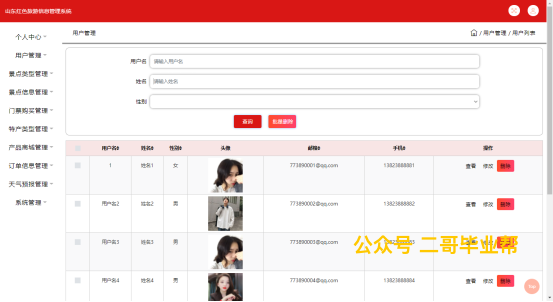 山东红色旅游信息管理系统
个人中心
用户管理
景点类型管理
景点信息管理
门票购买管理
特产类型管理
产品商城管理
订单信息管理
天气预报管理
系统管理
用户管理
/ 用户管理 / 用户列表
用户名 请输入用户名
姓名 请输入姓名
性别
查询 批量删除
用户名 姓名 性别 头像 邮箱 手机 操作
1 姓名1 女 773890001@qq.com 13823888881 查看 修改 删除
用户名2 姓名2 男 773890002@qq.com 13823888882 查看 修改 删除
用户名3 姓名3 男 773890003@qq.com
公众号 二哥毕业帮
用户名4 姓名4 男 773890004@qq.com 13823888884 查看 修改 删除